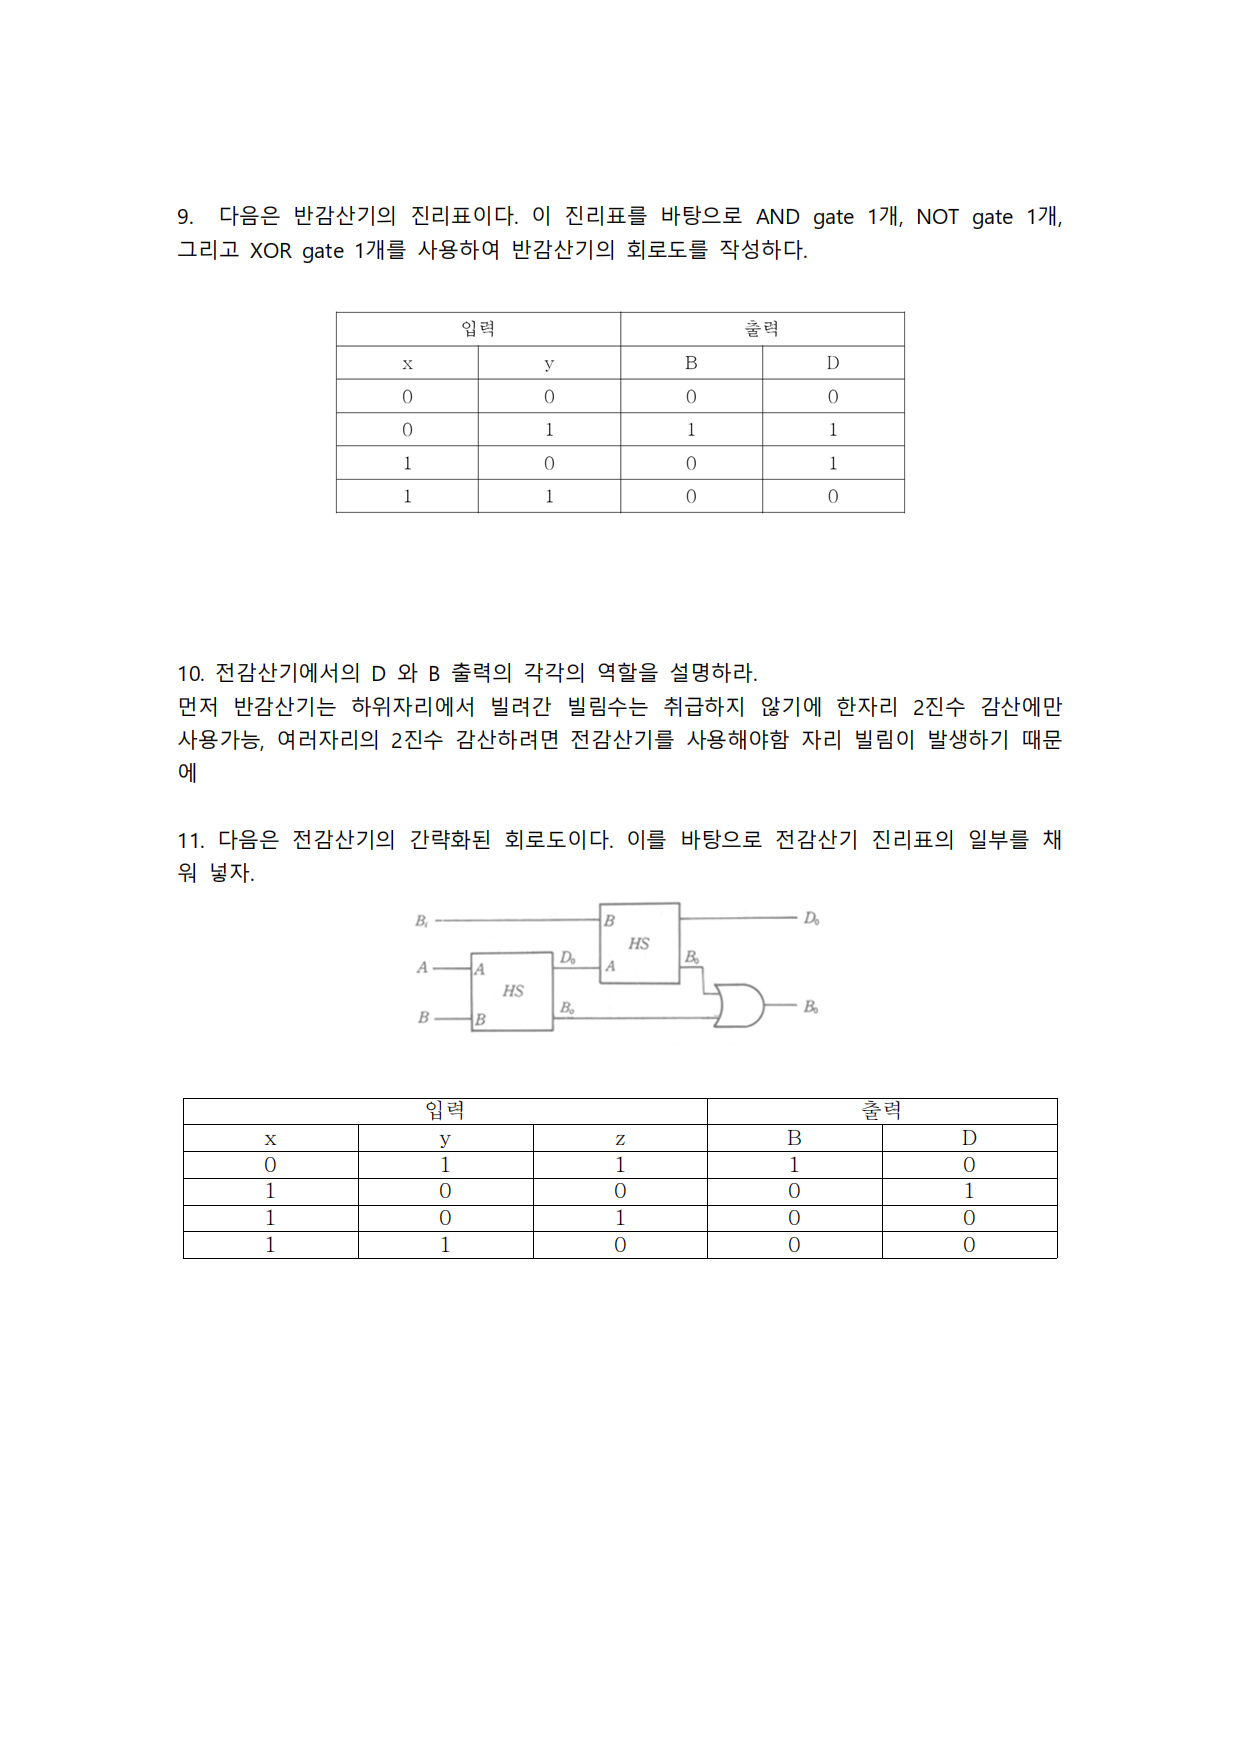 9. 다음은 반감산기의 진리표이다. 이 진리표를 바탕으로 AND gate 1개, NOT gate 1개,
그리고 XOR gate 1개를 사용하여 반감산기의 회로도를 작성하다.
입력 출력
x y B D
0 0 0 0
0 1 1 1
1 0 0 1
1 1 0 0
10. 전감산기에서의 D 와 B 출력의 각각의 역할을 설명하라.
먼저 반감산기는 하위자리에서 빌려간 빌림수는 취급하지 않기에 한자리 2진수 감산에만
사용가능, 여러자리의 2진수 감산하려면 전감산기를 사용해야함 자리 빌림이 발생하기 때문
에
11. 다음은 전감산기의 간략화된 회로도이다. 이를 바탕으로 전감산기 진리표의 일부를 채
워 넣자.
Bᵢ B HS D₀
A A HS D₀ A B₀
B B B₀ B₀
입력 출력
x y z B D
0 1 1 1 0
1 0 0 0 1
1 0 1 0 0
1 1 0 0 0